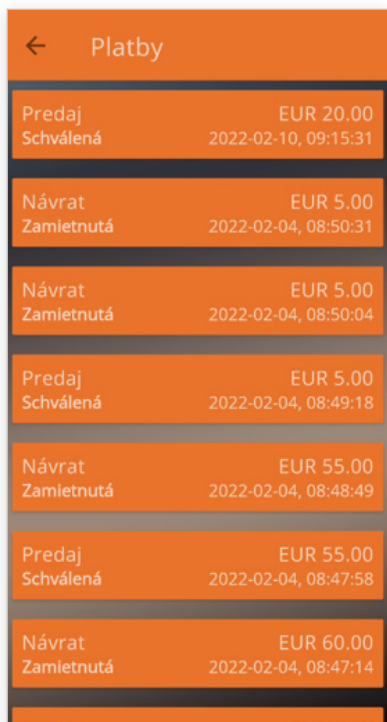 Platby
Predaj EUR 20.00
Schválená 2022-02-10, 09:15:31
Návrat EUR 5.00
Zamietnutá 2022-02-04, 08:50:31
Návrat EUR 5.00
Zamietnutá 2022-02-04, 08:50:04
Predaj EUR 5.00
Schválená 2022-02-04, 08:49:18
Návrat EUR 55.00
Zamietnutá 2022-02-04, 08:48:49
Predaj EUR 55.00
Schválená 2022-02-04, 08:47:58
Návrat EUR 60.00
Zamietnutá 2022-02-04, 08:47:14